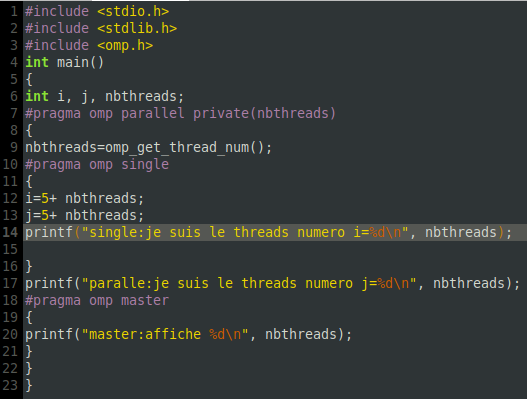 1 #include <stdio.h>
2 #include <stdlib.h>
3 #include <omp.h>
4 int main()
5 {
6 int i, j, nbthreads;
7 #pragma omp parallel private(nbthreads)
8 {
9 nbthreads=omp_get_thread_num();
10 #pragma omp single
11 {
12 i=5+ nbthreads;
13 j=5+ nbthreads;
14 printf("single:je suis le threads numero i=%d\n", nbthreads);
15
16 }
17 printf("paralle:je suis le threads numero j=%d\n", nbthreads);
18 #pragma omp master
19 {
20 printf("master:affiche %d\n", nbthreads);
21 }
22 }
23 }